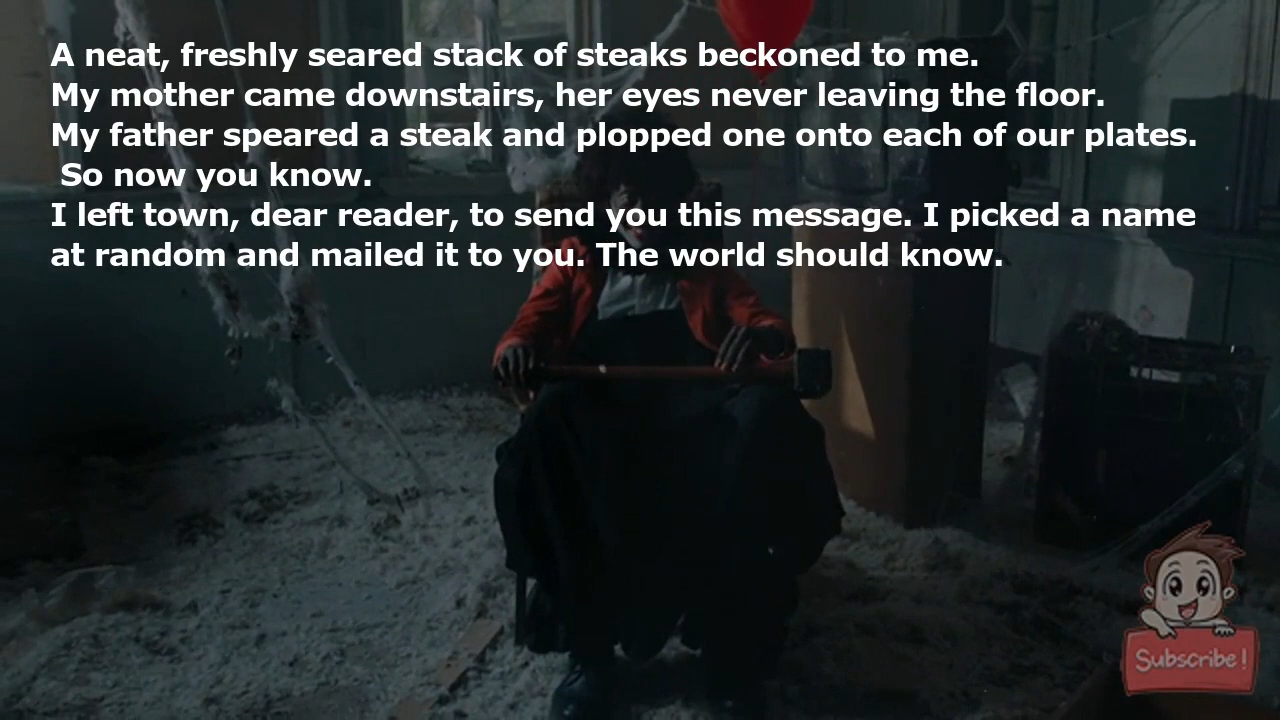 A neat, freshly seared stack of steaks beckoned to me.
My mother came downstairs, her eyes never leaving the floor.
My father speared a steak and plopped one onto each of our plates.
So now you know.
I left town, dear reader, to send you this message. I picked a name
at random and mailed it to you. The world should know.
Subscribe!